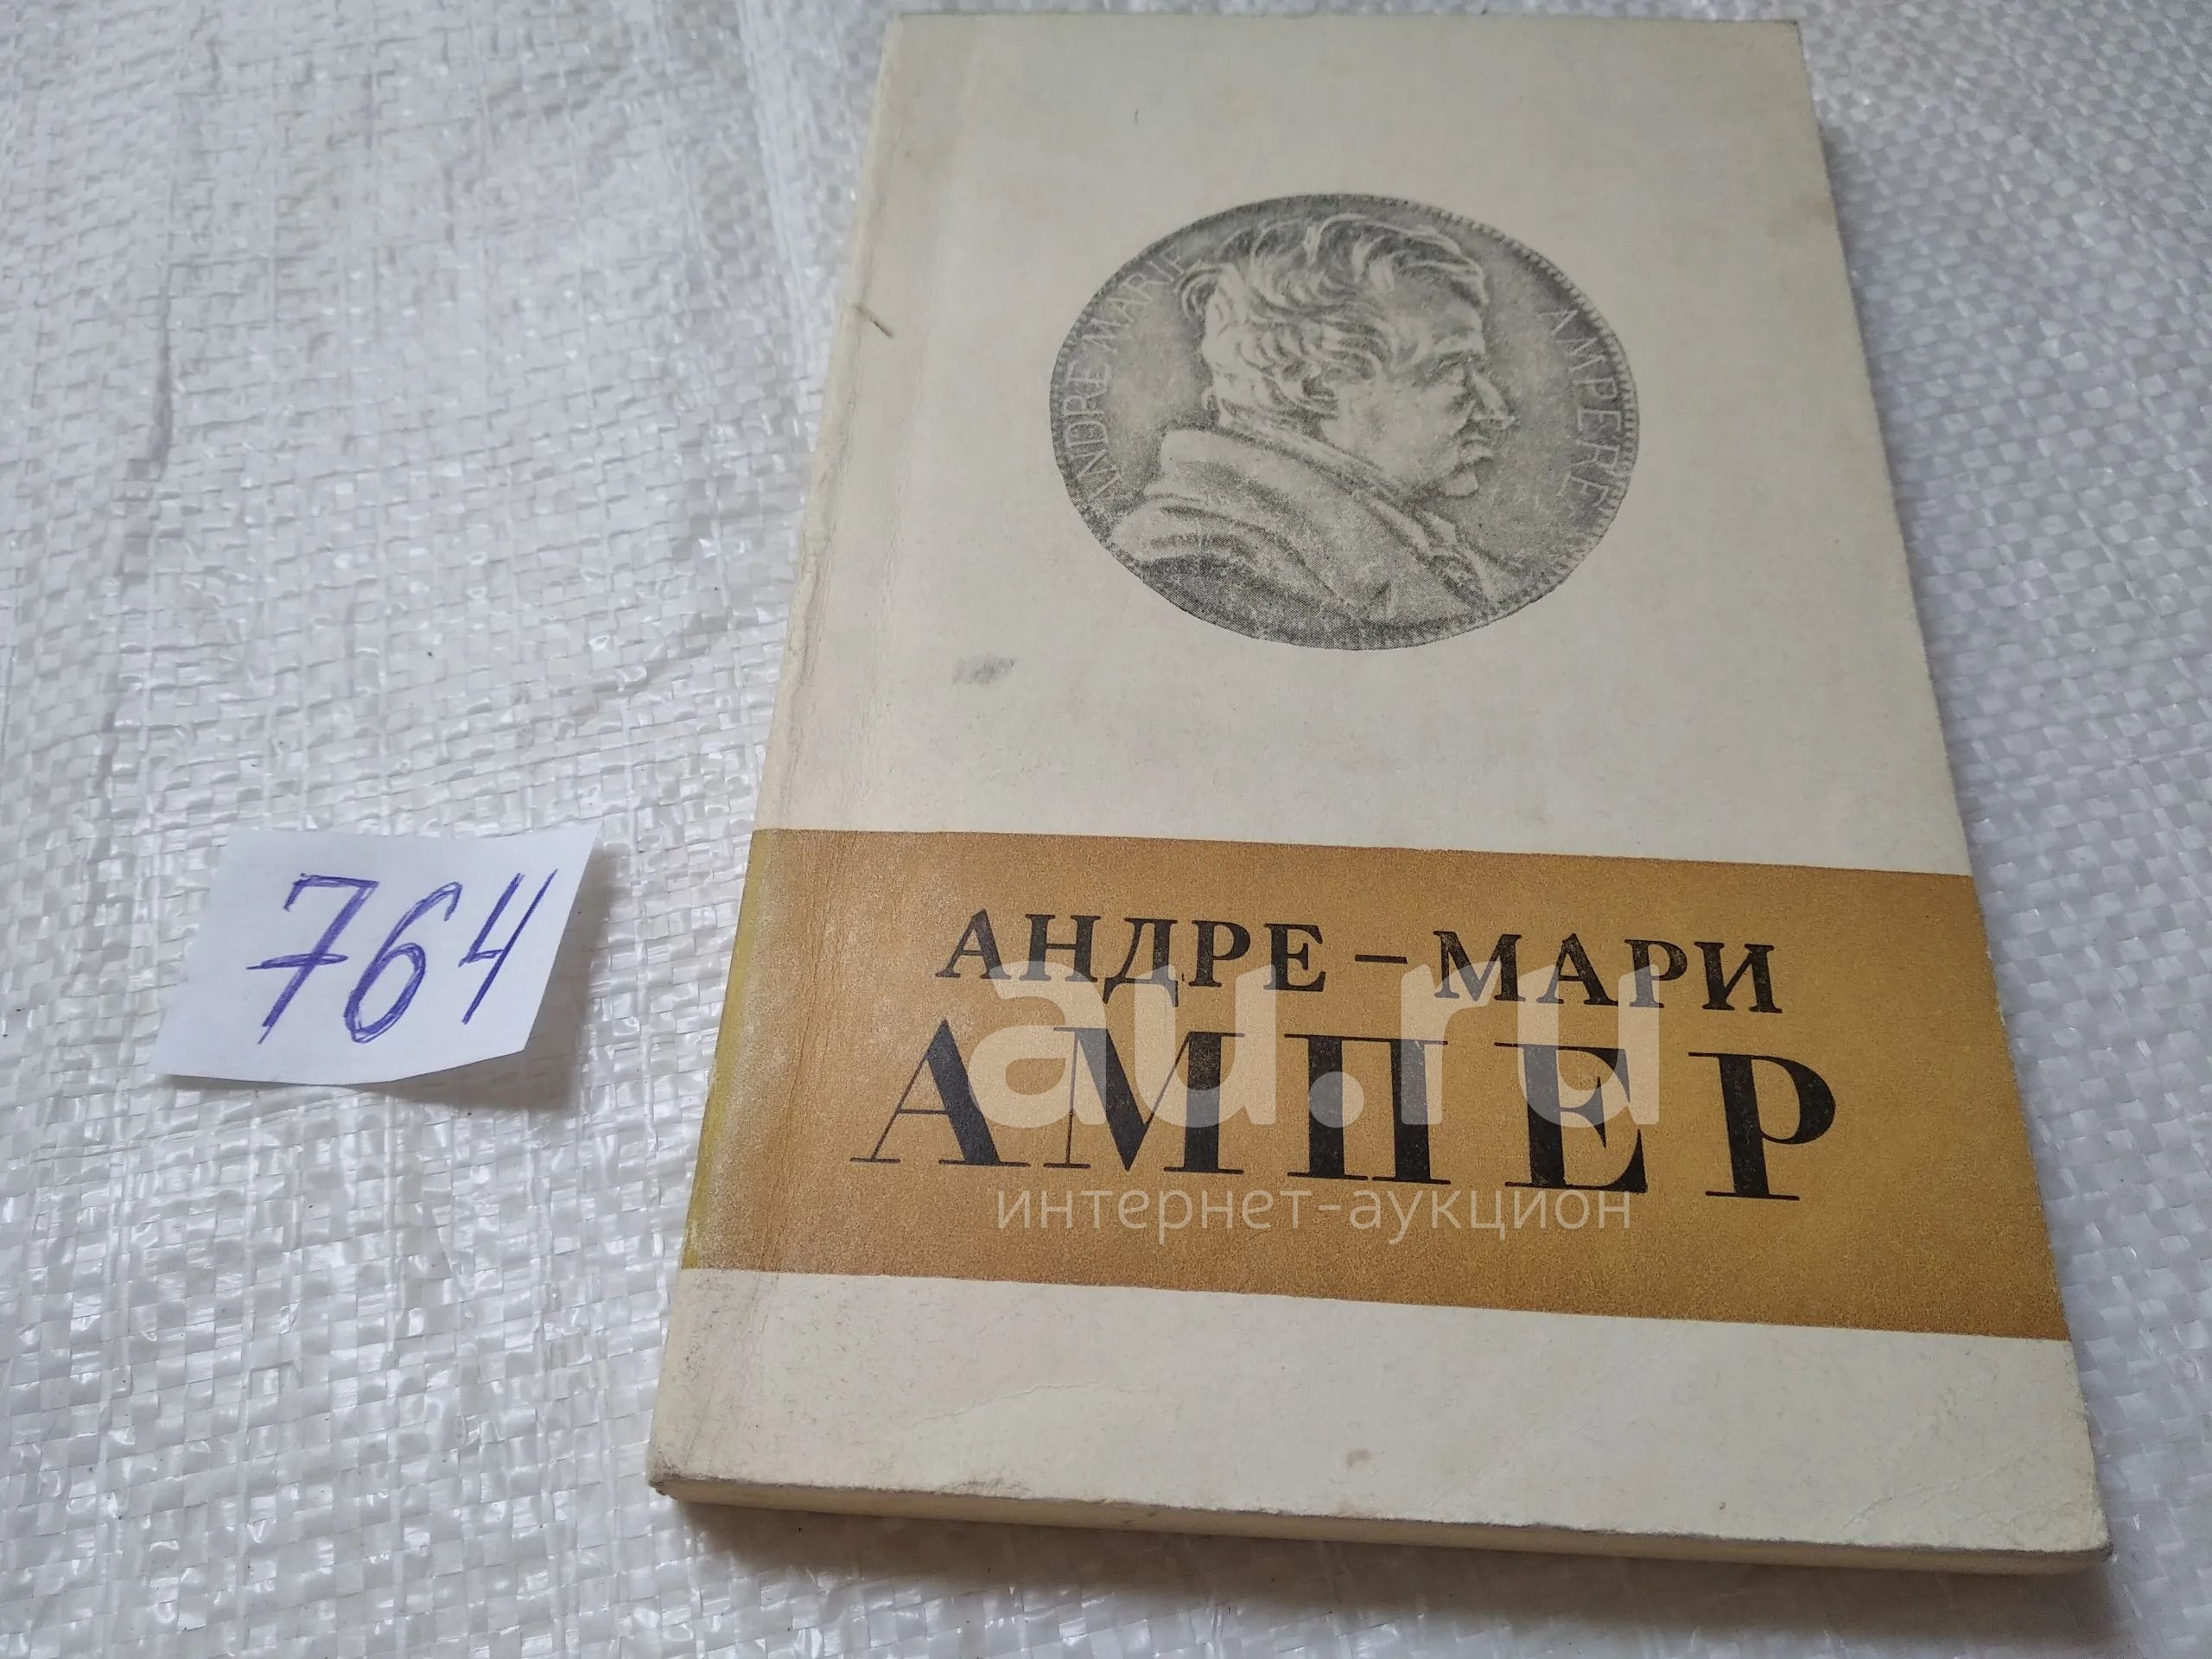 ANDRE MARIE AMPERE
764
АНДРЕ-МАРИ
АМПЕР
au.ru
интернет-аукцион